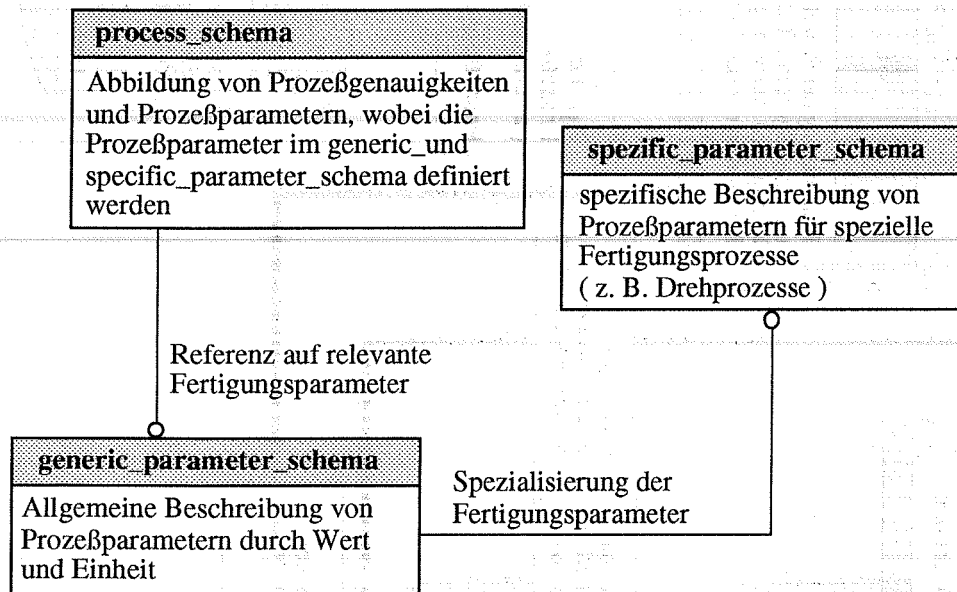 process_schema
Abbildung von Prozeßgenauigkeiten
und Prozeßparametern, wobei die
Prozeßparameter im generic_und
specific_parameter_schema definiert
werden
spezific_parameter_schema
spezifische Beschreibung von
Prozeßparametern für spezielle
Fertigungsprozesse
( z. B. Drehprozesse )
Referenz auf relevante
Fertigungsparameter
generic_parameter_schema
Allgemeine Beschreibung von
Prozeßparametern durch Wert
und Einheit
Spezialisierung der
Fertigungsparameter